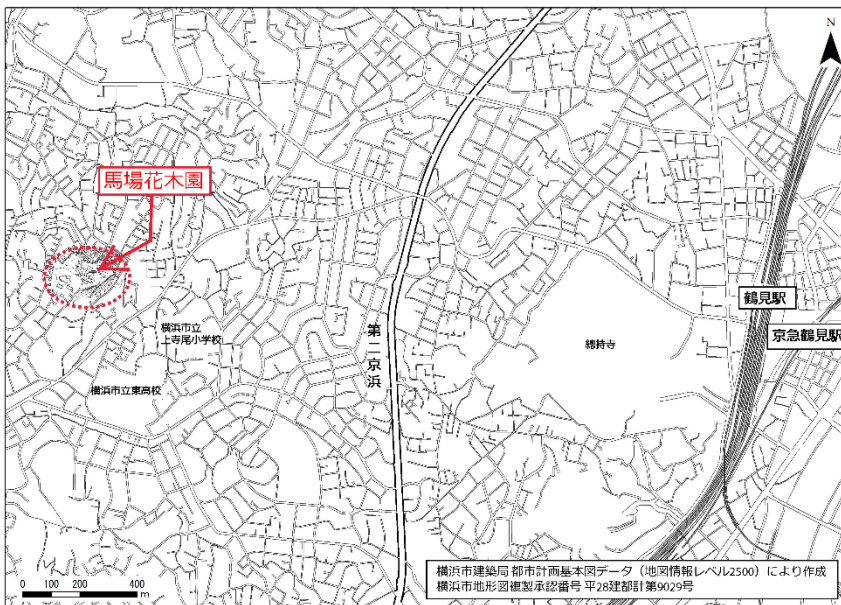 N
馬場花木園
鶴見駅
京急鶴見駅
横浜市立
上寺尾小学校
第二京浜
總持寺
横浜市立東高校
0 100 200 400
m
横浜市建築局 都市計画基本図データ（地図情報レベル2500）により作成
横浜市地形図複製承認番号 平28建都計第9029号